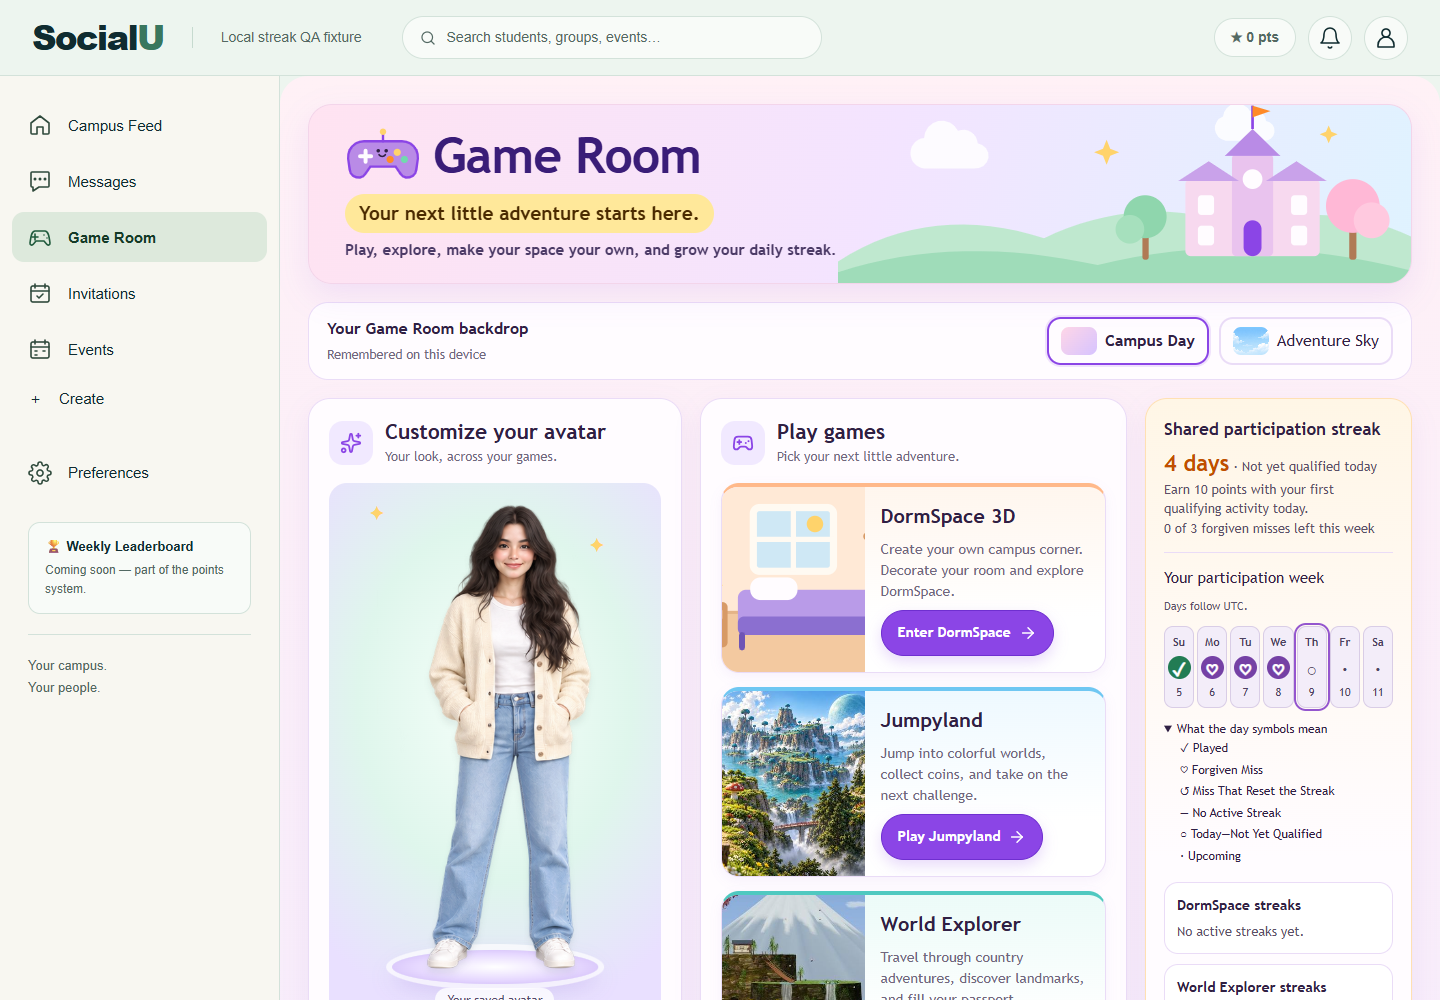 SocialU
Local streak QA fixture
Search students, groups, events…
★ 0 pts
Campus Feed
Messages
Game Room
Invitations
Events
+ Create
Preferences
Weekly Leaderboard
Coming soon — part of the points
system.
Your campus.
Your people.
Game Room
Your next little adventure starts here.
Play, explore, make your space your own, and grow your daily streak.
Your Game Room backdrop
Remembered on this device
Campus Day
Adventure Sky
Customize your avatar
Your look, across your games.
Your saved avatar
Play games
Pick your next little adventure.
DormSpace 3D
Create your own campus corner.
Decorate your room and explore
DormSpace.
Enter DormSpace →
Jumpyland
Jump into colorful worlds,
collect coins, and take on the
next challenge.
Play Jumpyland →
World Explorer
Travel through country
adventures, discover landmarks,
and fill your passport.
Shared participation streak
4 days · Not yet qualified today
Earn 10 points with your first
qualifying activity today.
0 of 3 forgiven misses left this week
Your participation week
Days follow UTC.
Su Mo Tu We Th Fr Sa
✓ ♡ ♡ ♡ ○ · ·
5 6 7 8 9 10 11
▼ What the day symbols mean
✓ Played
♡ Forgiven Miss
↺ Miss That Reset the Streak
— No Active Streak
○ Today—Not Yet Qualified
· Upcoming
DormSpace streaks
No active streaks yet.
World Explorer streaks